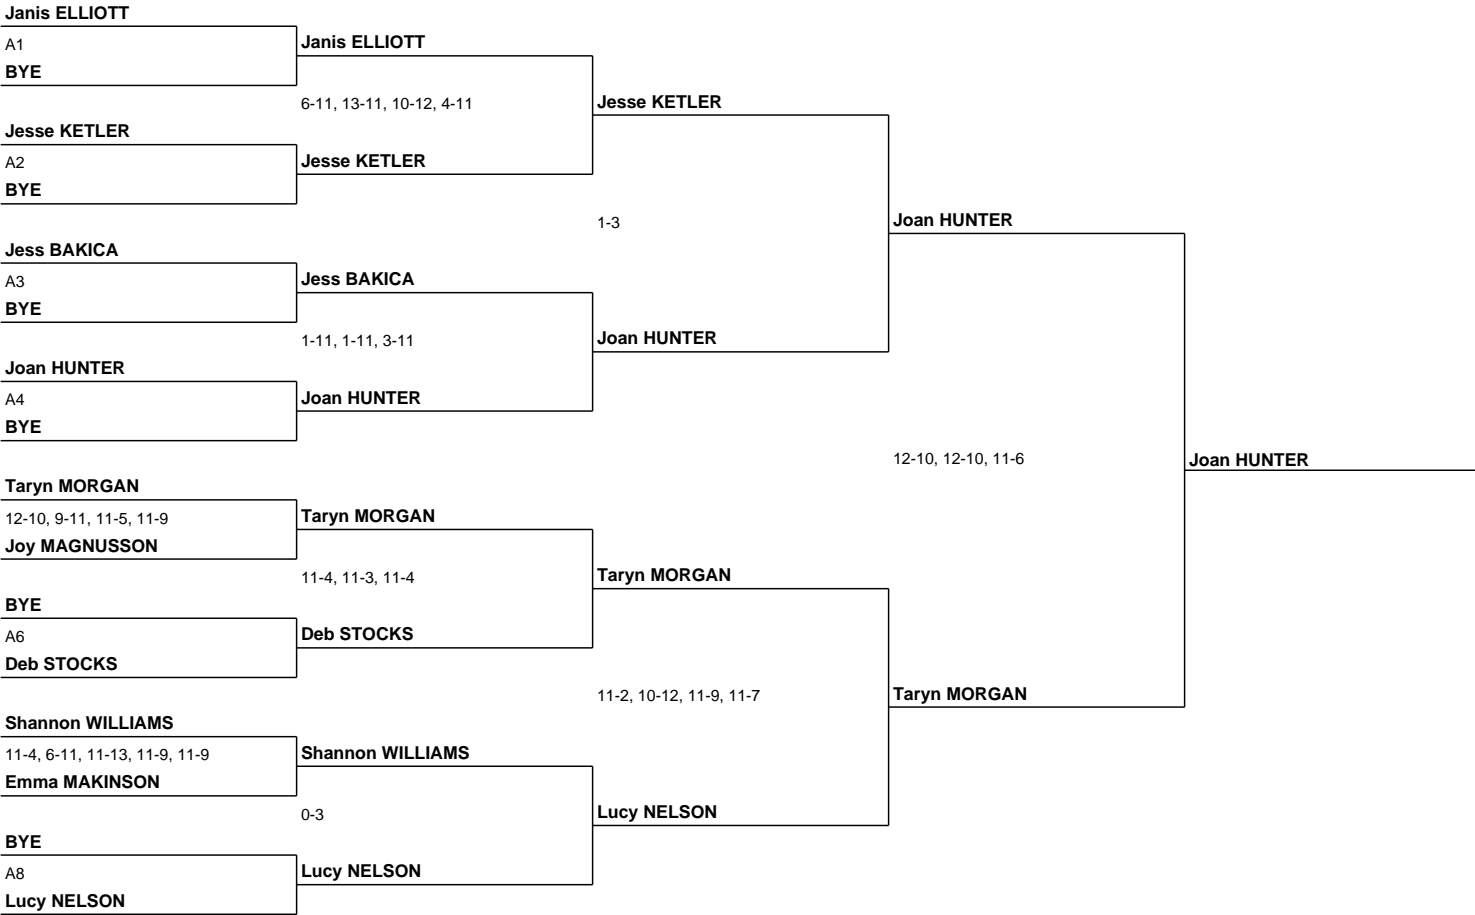 Janis ELLIOTT
A1
BYE
Jesse KETLER
A2
BYE
Jess BAKICA
A3
BYE
Joan HUNTER
A4
BYE
Taryn MORGAN
12-10, 9-11, 11-5, 11-9
Joy MAGNUSSON
BYE
A6
Deb STOCKS
Shannon WILLIAMS
11-4, 6-11, 11-13, 11-9, 11-9
Emma MAKINSON
BYE
A8
Lucy NELSON
Janis ELLIOTT
6-11, 13-11, 10-12, 4-11
Jesse KETLER
Jess BAKICA
1-11, 1-11, 3-11
Joan HUNTER
Taryn MORGAN
11-4, 11-3, 11-4
Deb STOCKS
Shannon WILLIAMS
0-3
Lucy NELSON
Jesse KETLER
1-3
Joan HUNTER
Taryn MORGAN
11-2, 10-12, 11-9, 11-7
Lucy NELSON
Joan HUNTER
12-10, 12-10, 11-6
Taryn MORGAN
Joan HUNTER